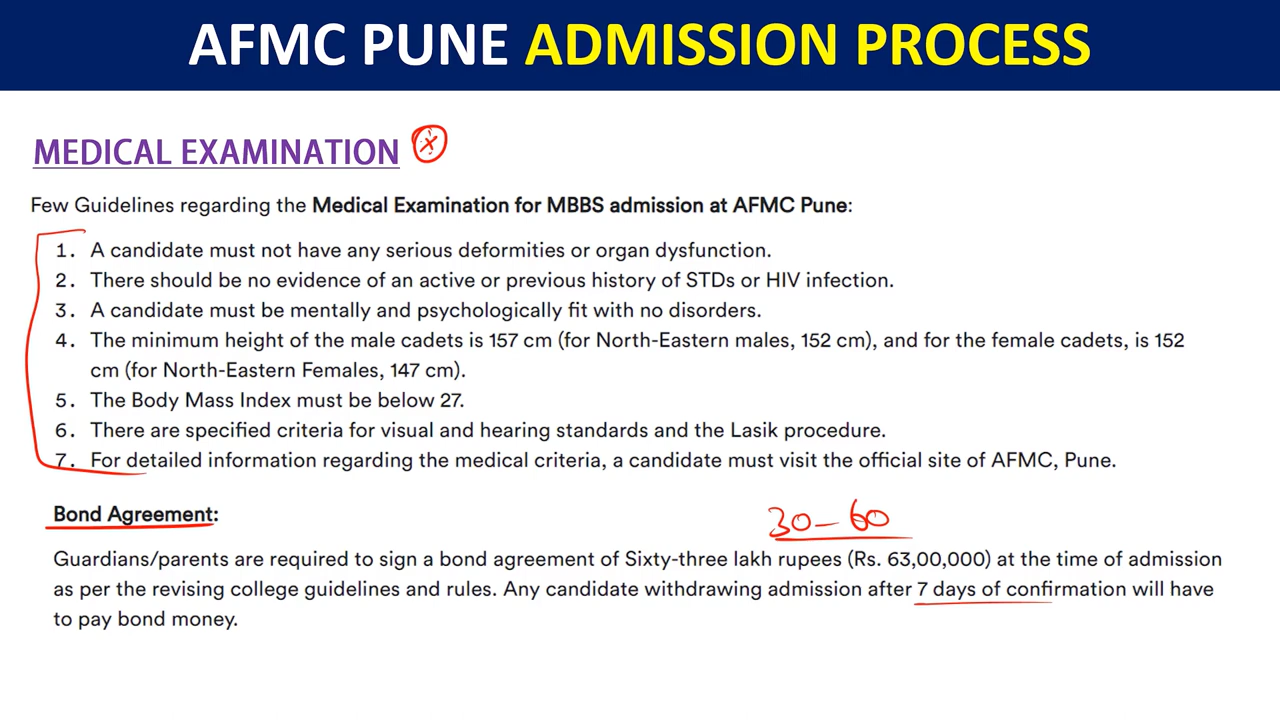 AFMC PUNE ADMISSION PROCESS
MEDICAL EXAMINATION
Few Guidelines regarding the Medical Examination for MBBS admission at AFMC Pune:
1. A candidate must not have any serious deformities or organ dysfunction.
2. There should be no evidence of an active or previous history of STDs or HIV infection.
3. A candidate must be mentally and psychologically fit with no disorders.
4. The minimum height of the male cadets is 157 cm (for North-Eastern males, 152 cm), and for the female cadets, is 152
cm (for North-Eastern Females, 147 cm).
5. The Body Mass Index must be below 27.
6. There are specified criteria for visual and hearing standards and the Lasik procedure.
7. For detailed information regarding the medical criteria, a candidate must visit the official site of AFMC, Pune.
Bond Agreement:
30-60
Guardians/parents are required to sign a bond agreement of Sixty-three lakh rupees (Rs. 63,00,000) at the time of admission
as per the revising college guidelines and rules. Any candidate withdrawing admission after 7 days of confirmation will have
to pay bond money.